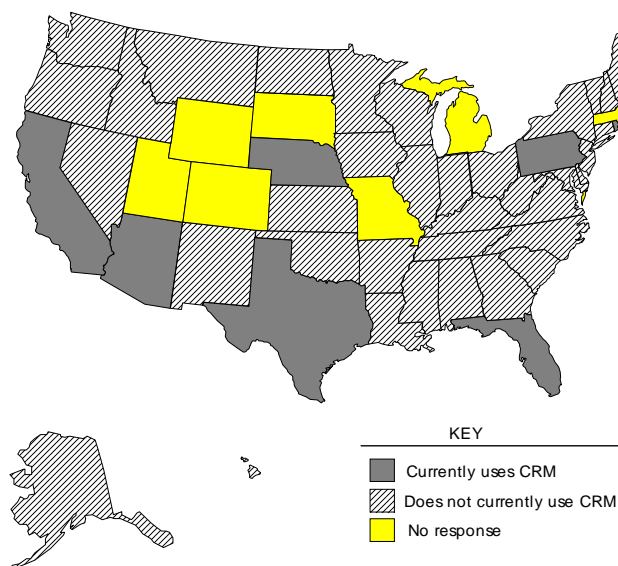 KEY
Currently uses CRM
Does not currently use CRM
No response